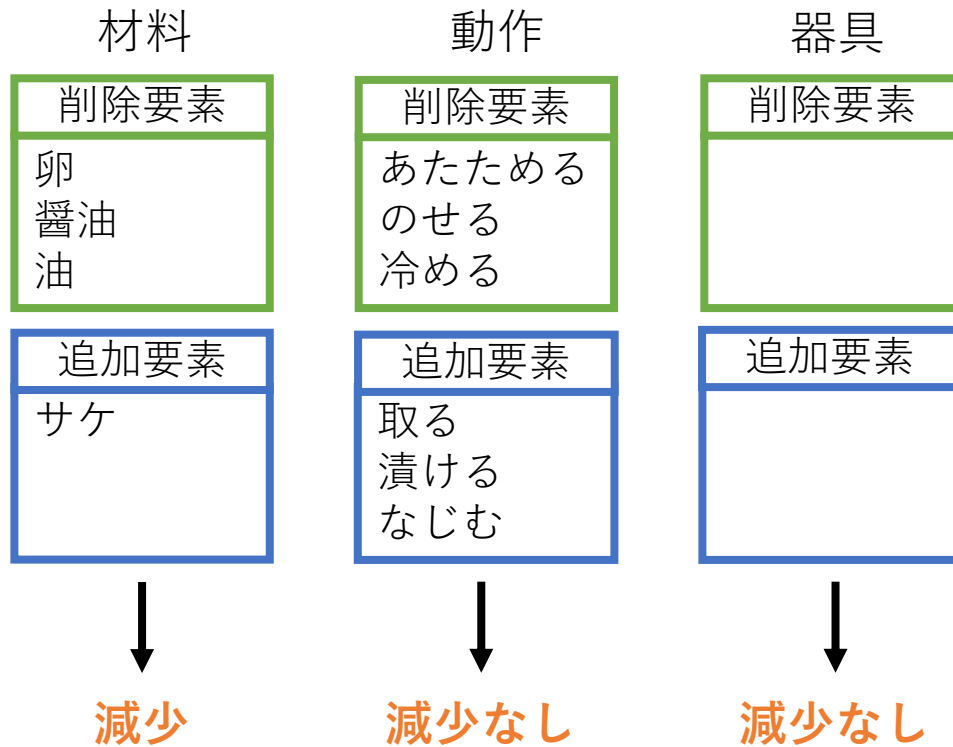 材料
削除要素
卵
醤油
油
追加要素
サケ
減少
動作
削除要素
あたためる
のせる
冷める
追加要素
取る
漬ける
なじむ
減少なし
器具
削除要素
追加要素
減少なし